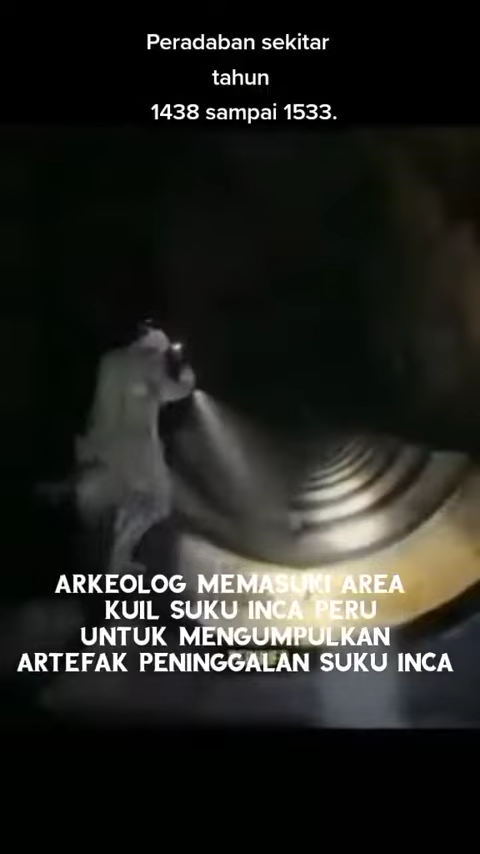 Peradaban sekitar
tahun
1438 sampai 1533.
ARKEOLOG MEMASUKI AREA
KUIL SUKU INCA PERU
UNTUK MENGUMPULKAN
ARTEFAK PENINGGALAN SUKU INCA